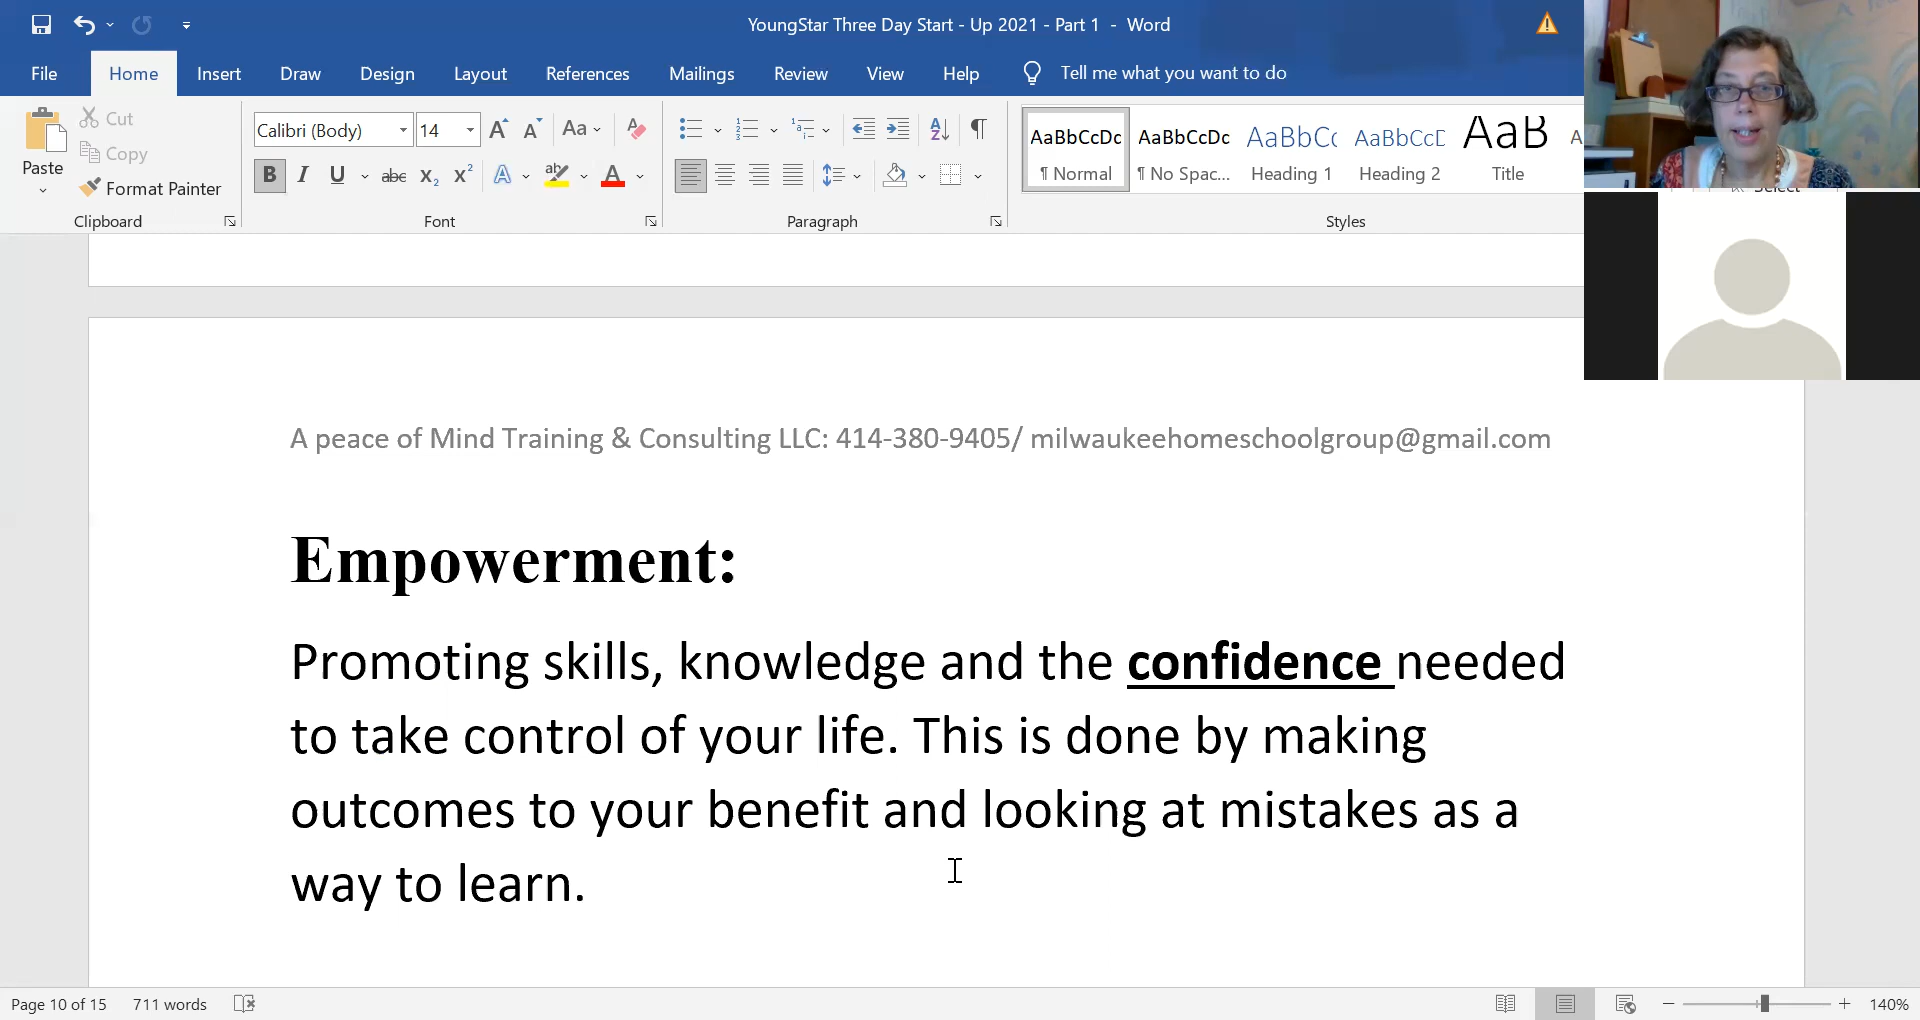 YoungStar Three Day Start - Up 2021 - Part 1 - Word
File Home Insert Draw Design Layout References Mailings Review View Help Tell me what you want to do
Paste
Cut
Copy
Format Painter
Clipboard
Calibri (Body) 14
Aa
B I U abc X₂ X² A ab A
Font
Paragraph
AaBbCcDc AaBbCcDc AaBbCc AaBbCcD AaB
¶ Normal ¶ No Spac... Heading 1 Heading 2 Title
Styles
Select
A peace of Mind Training & Consulting LLC: 414-380-9405/ milwaukeehomeschoolgroup@gmail.com
Empowerment:
Promoting skills, knowledge and the confidence needed
to take control of your life. This is done by making
outcomes to your benefit and looking at mistakes as a
way to learn.
Page 10 of 15 711 words 140%